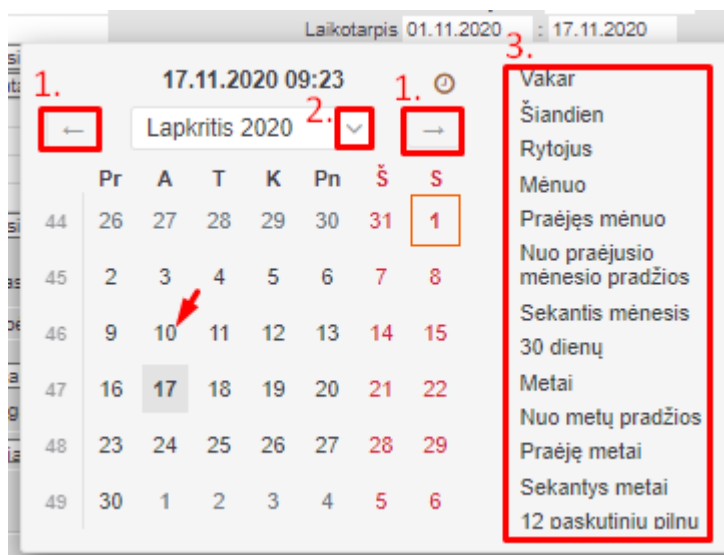 Laikotarpis 01.11.2020 : 17.11.2020
3.
1. 17.11.2020 09:23 1.
← Lapkritis 2020 2. →
Pr A T K Pn Š S
44 26 27 28 29 30 31 1
45 2 3 4 5 6 7 8
46 9 10 11 12 13 14 15
47 16 17 18 19 20 21 22
48 23 24 25 26 27 28 29
49 30 1 2 3 4 5 6
Vakar
Šiandien
Rytojus
Mėnuo
Praėjęs mėnuo
Nuo praėjusio
mėnesio pradžios
Sekantis mėnesis
30 dienų
Metai
Nuo metų pradžios
Praėję metai
Sekantys metai
12 paskutinių pilnų